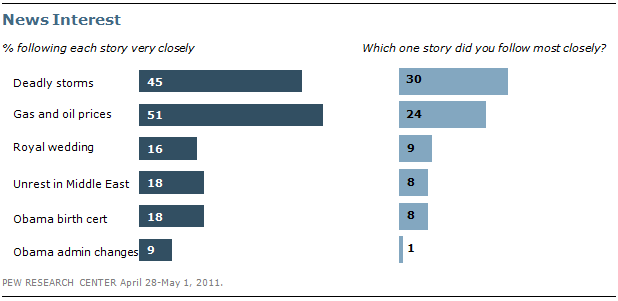 News Interest
% following each story very closely
Which one story did you follow most closely?
Deadly storms 45 30
Gas and oil prices 51 24
Royal wedding 16 9
Unrest in Middle East 18 8
Obama birth cert 18 8
Obama admin changes 9 1
PEW RESEARCH CENTER April 28-May 1, 2011.